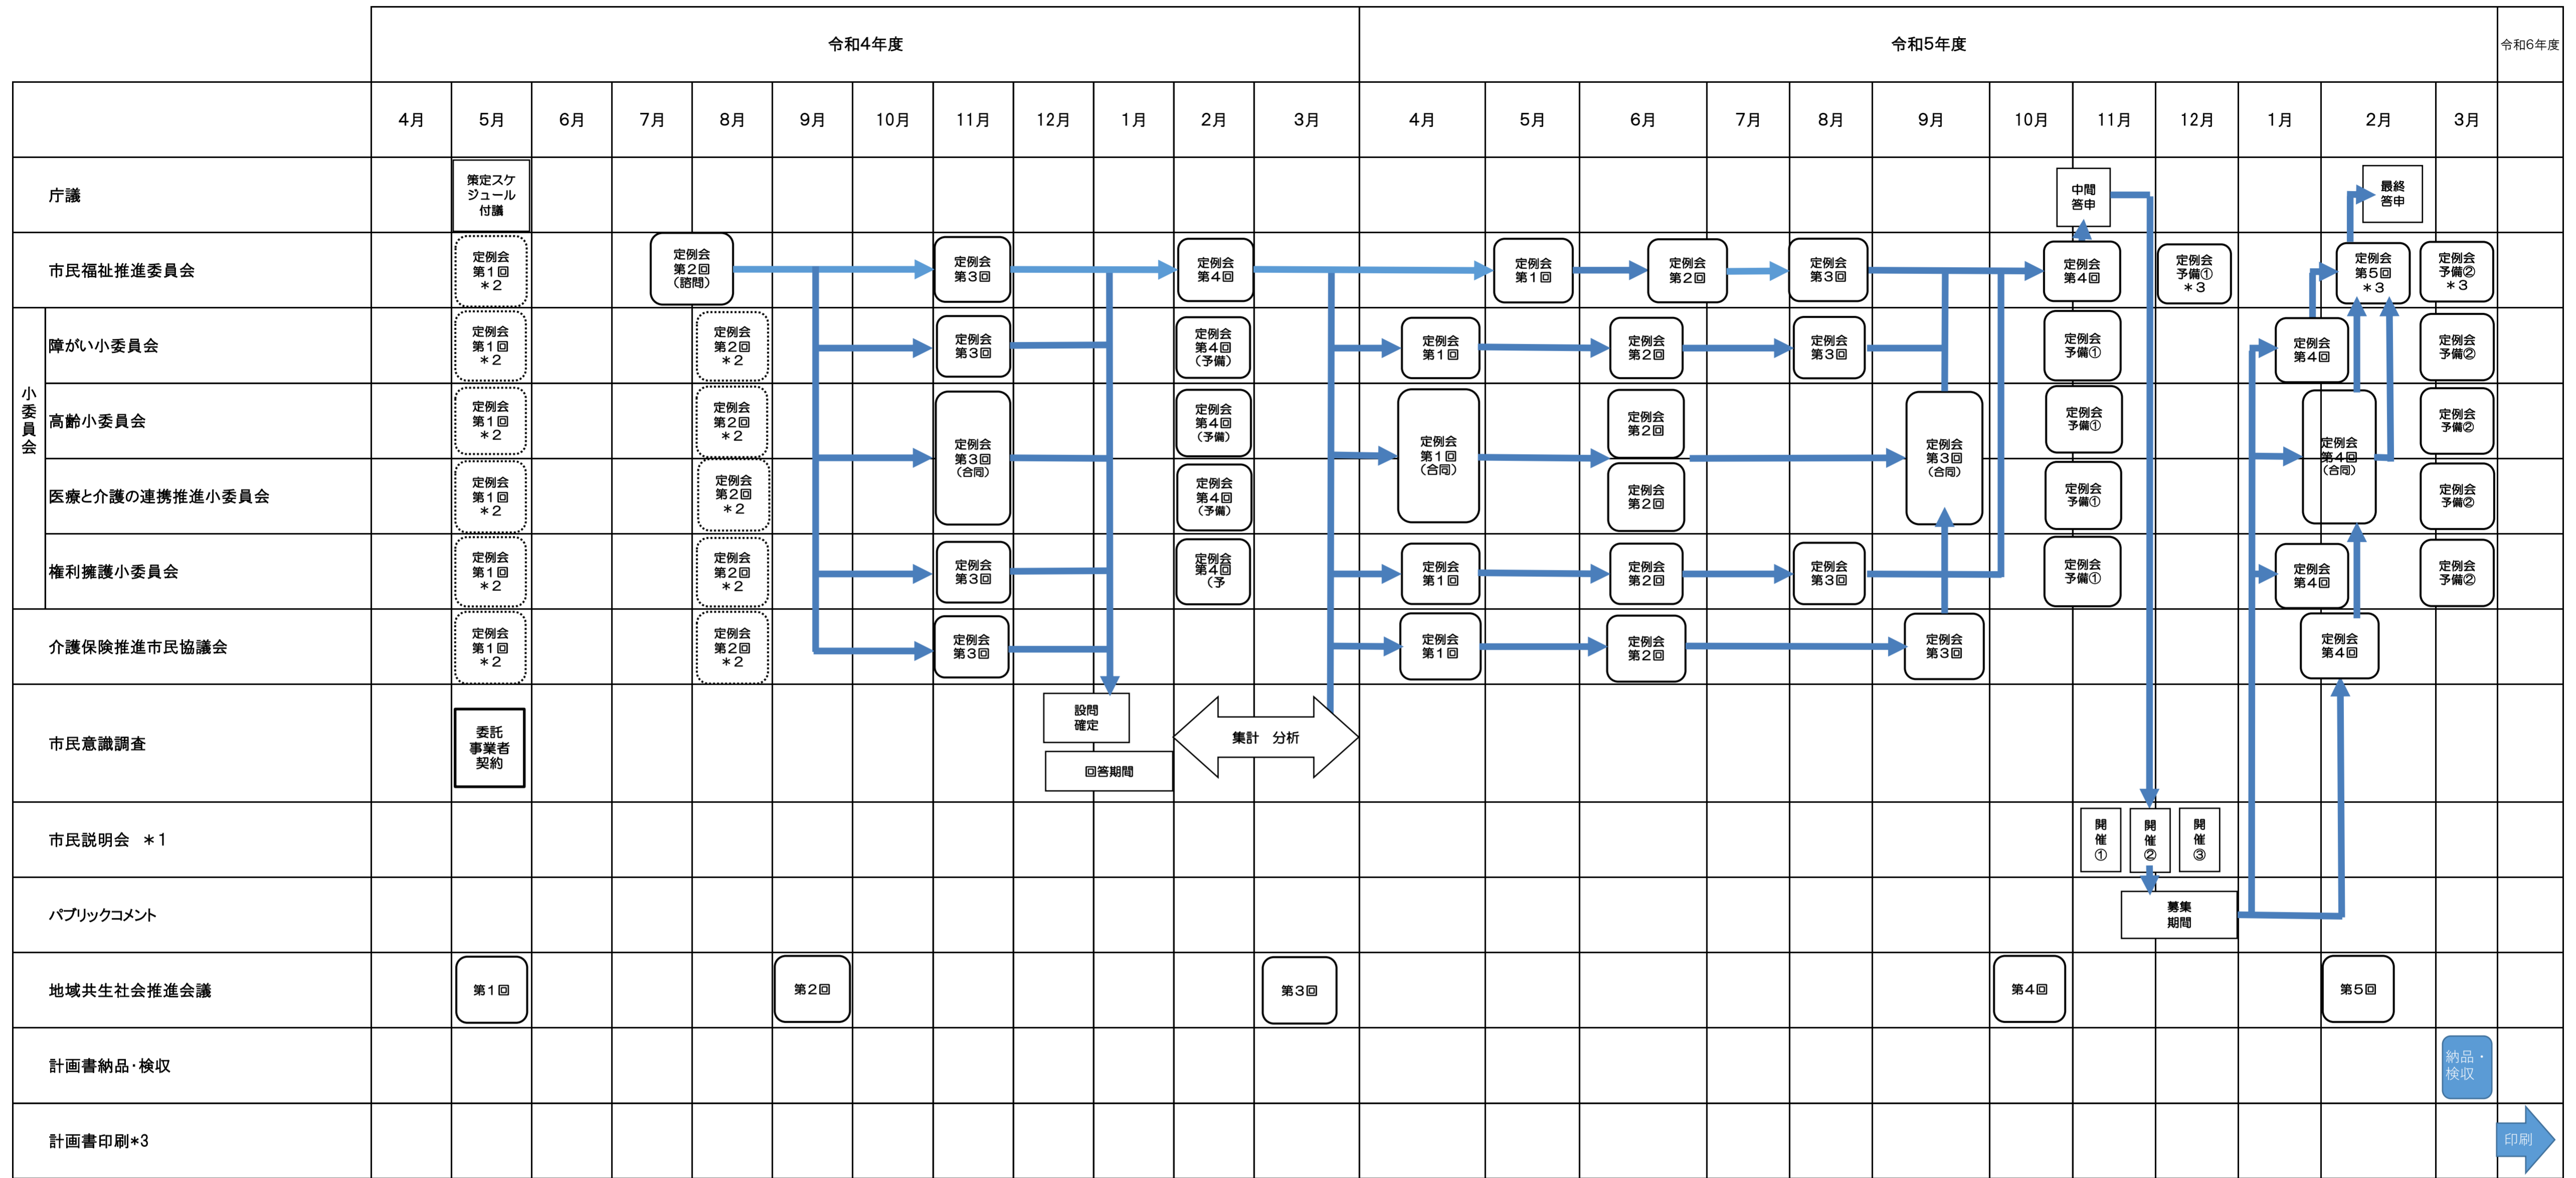 令和4年度
令和5年度
令和6年度
4月
5月
6月
7月
8月
9月
10月
11月
12月
1月
2月
3月
4月
5月
6月
7月
8月
9月
10月
11月
12月
1月
2月
3月
庁議
策定スケ
ジュール
付議
中間
答申
最終
答申
市民福祉推進委員会
定例会
第1回
＊2
定例会
第2回
(諮問)
定例会
第3回
定例会
第4回
定例会
第1回
定例会
第2回
定例会
第3回
定例会
第4回
定例会
予備①
＊3
定例会
第5回
＊3
定例会
予備②
＊3
小委員会
障がい小委員会
定例会
第1回
＊2
定例会
第2回
＊2
定例会
第3回
定例会
第4回
(予備)
定例会
第1回
定例会
第2回
定例会
第3回
定例会
予備①
定例会
第4回
定例会
予備②
高齢小委員会
定例会
第1回
＊2
定例会
第2回
＊2
定例会
第3回
(合同)
定例会
第4回
(予備)
定例会
第1回
(合同)
定例会
第2回
定例会
第3回
(合同)
定例会
予備①
定例会
第4回
(合同)
定例会
予備②
医療と介護の連携推進小委員会
定例会
第1回
＊2
定例会
第2回
＊2
定例会
第4回
(予備)
定例会
第2回
定例会
予備①
定例会
予備②
権利擁護小委員会
定例会
第1回
＊2
定例会
第2回
＊2
定例会
第3回
定例会
第4回
(予
定例会
第1回
定例会
第2回
定例会
第3回
定例会
予備①
定例会
第4回
定例会
予備②
介護保険推進市民協議会
定例会
第1回
＊2
定例会
第2回
＊2
定例会
第3回
定例会
第1回
定例会
第2回
定例会
第3回
定例会
第4回
市民意識調査
委託
事業者
契約
設問
確定
回答期間
集計　分析
市民説明会　＊1
開催①
開催②
開催③
パブリックコメント
募集
期間
地域共生社会推進会議
第1回
第2回
第3回
第4回
第5回
計画書納品・検収
納品・
検収
計画書印刷*3
印刷